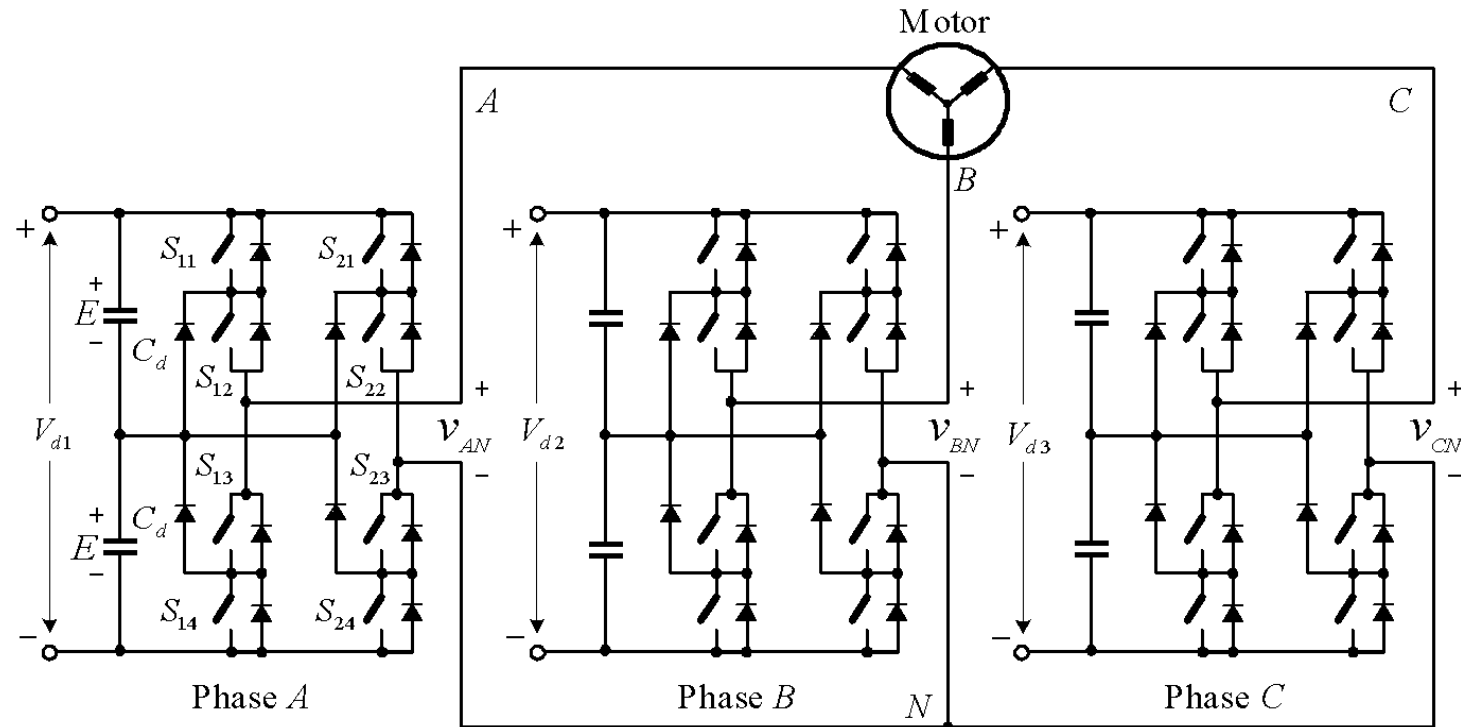 Motor
A
C
B
+
+
+
S₁₁
S₂₁
+
E
−
C_d
S₁₂
S₂₂
+
+
+
V_d1
v_AN
V_d2
v_BN
V_d3
v_CN
S₁₃
S₂₃
−
−
−
+
E
−
C_d
S₁₄
S₂₄
−
−
−
Phase A
Phase B
N
Phase C